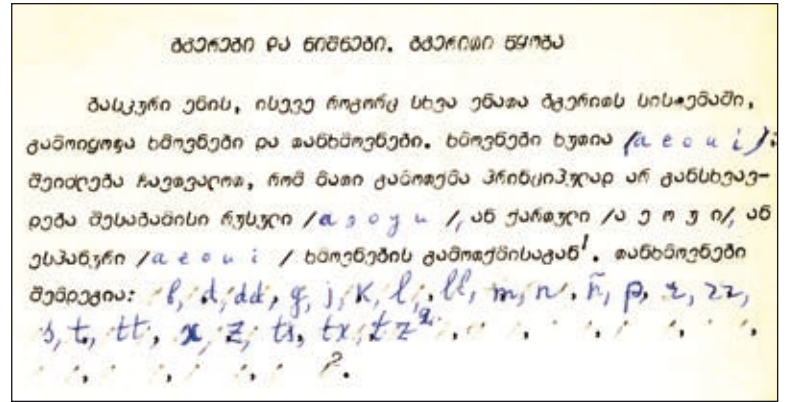 ბგერები და ნიშნები. ბგერითი წყობა
ბასკური ენის, ისევე როგორც სხვა ენათა ბგერით სისტემაში,
გამოიყოფა ხმოვნები და თანხმოვნები. ხმოვნები ხუთია /a e o u i/;
შეიძლება ჩავთვალოთ, რომ მათი გამოთქმა პრინციპულად არ განსხვავ-
დება შესაბამისი რუსული /а э о у и /, ან ქართული /ა ე ო უ ი/, ან
ესპანური /a e o u i / ხმოვნების გამოთქმისაგან¹. თანხმოვნები
შემდეგია: b, d, dd, g, j, k, l, ll, m, n, ñ, p, r, rr,
s, t, tt, x, z, ts, tx, tz². , , , , , ,
, , , , ².